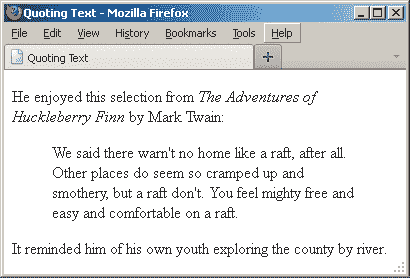 Quoting Text - Mozilla Firefox
File Edit View History Bookmarks Tools Help
Quoting Text
He enjoyed this selection from The Adventures of
Huckleberry Finn by Mark Twain:
We said there warn't no home like a raft, after all.
Other places do seem so cramped up and
smothery, but a raft don't. You feel mighty free and
easy and comfortable on a raft.
It reminded him of his own youth exploring the county by river.